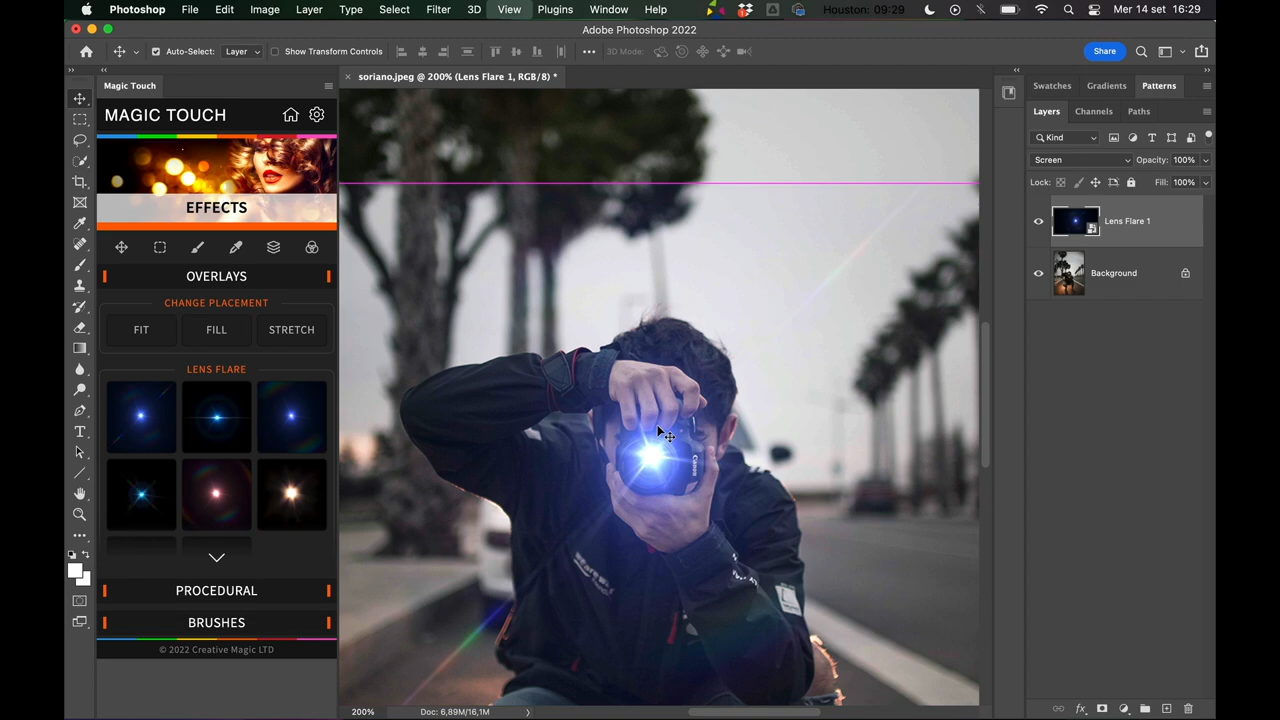 Photoshop File Edit Image Layer Type Select Filter 3D View Plugins Window Help Houston: 09:29 Mer 14 set 16:29
Adobe Photoshop 2022
Auto-Select: Layer Show Transform Controls 3D Mode: Share
Magic Touch
soriano.jpeg @ 200% (Lens Flare 1, RGB/8) *
Swatches Gradients Patterns
MAGIC TOUCH
Layers Channels Paths
Kind
Screen Opacity: 100%
Lock: Fill: 100%
EFFECTS
Lens Flare 1
OVERLAYS
Background
CHANGE PLACEMENT
FIT FILL STRETCH
LENS FLARE
Canon
PROCEDURAL
BRUSHES
© 2022 Creative Magic LTD
200% Doc: 6,89M/16,1M